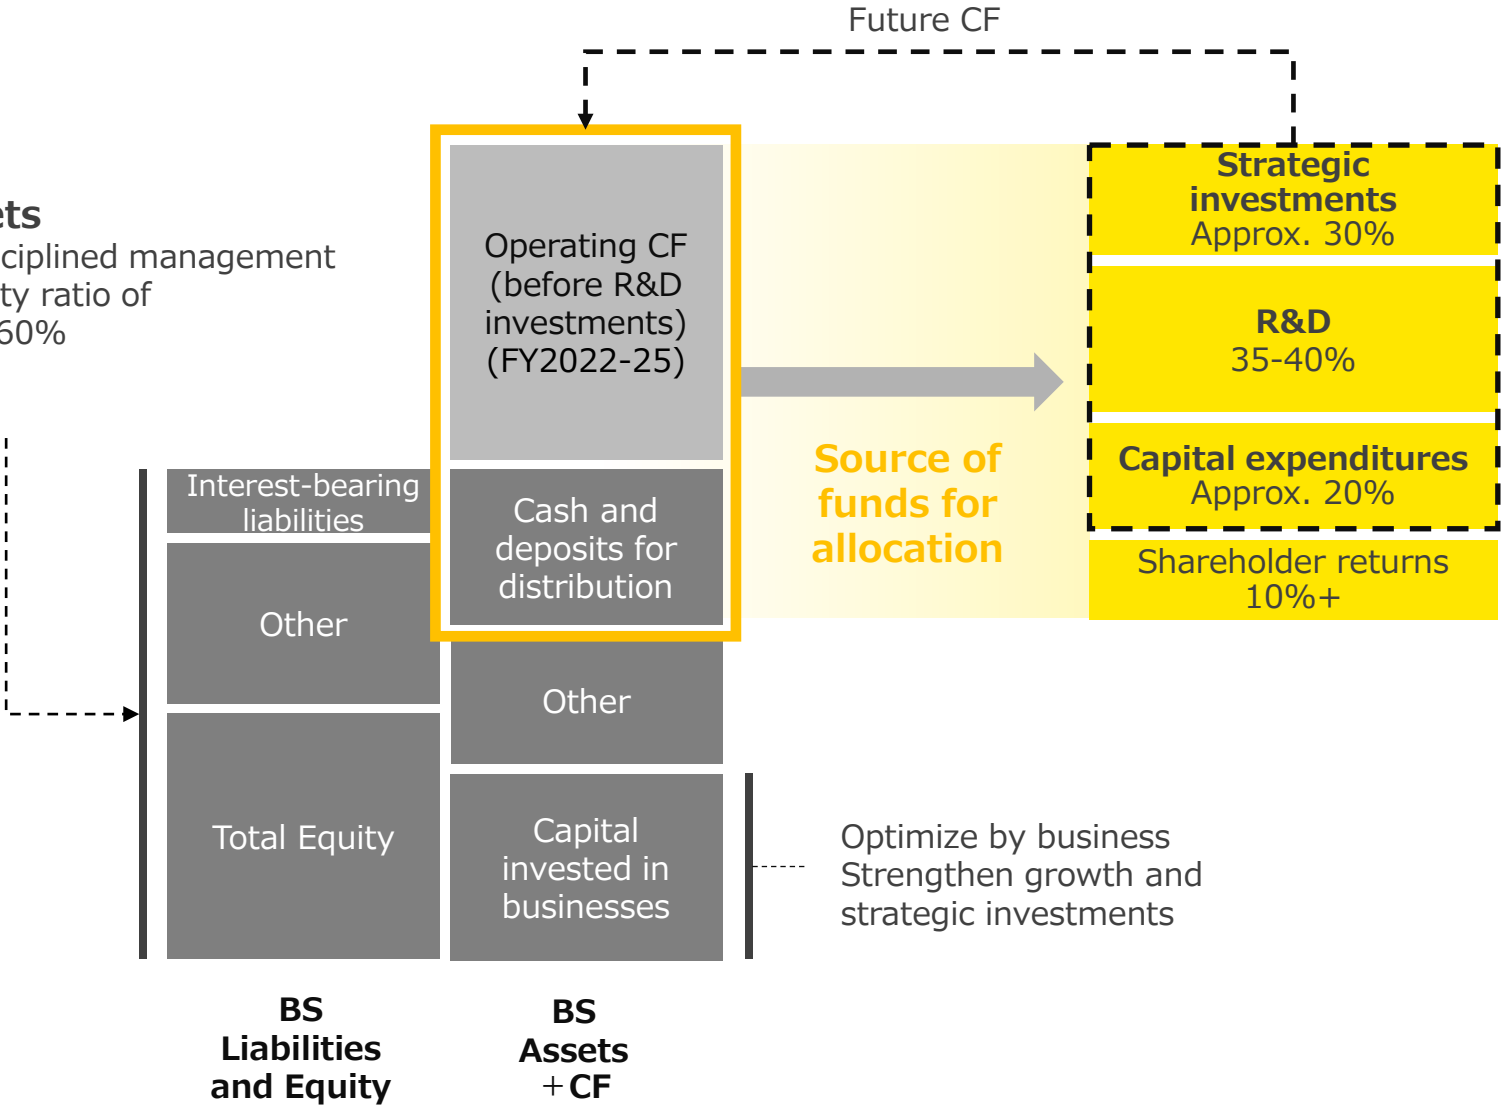 Future CF
ets
ciplined management
ty ratio of
60%
Operating CF
(before R&D
investments)
(FY2022-25)
Strategic
investments
Approx. 30%
R&D
35-40%
Capital expenditures
Approx. 20%
Shareholder returns
10%+
Source of
funds for
allocation
Interest-bearing
liabilities
Other
Total Equity
Cash and
deposits for
distribution
Other
Capital
invested in
businesses
Optimize by business
Strengthen growth and
strategic investments
BS
Liabilities
and Equity
BS
Assets
+CF